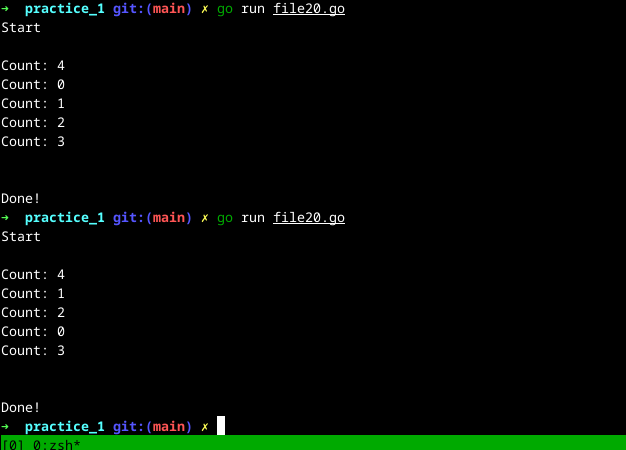 ➜  practice_1 git:(main) ✗ go run file20.go
Start
Count: 4
Count: 0
Count: 1
Count: 2
Count: 3
Done!
➜  practice_1 git:(main) ✗ go run file20.go
Start
Count: 4
Count: 1
Count: 2
Count: 0
Count: 3
Done!
➜  practice_1 git:(main) ✗
[0] 0:zsh*